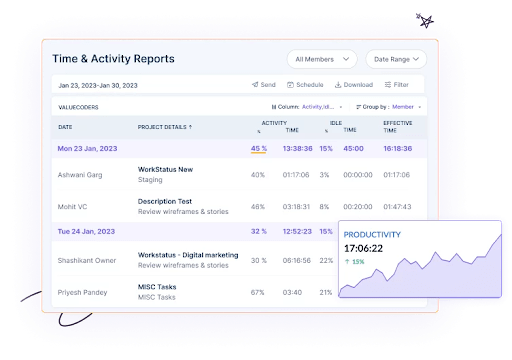 Time & Activity Reports
All Members
Date Range
Jan 23, 2023-Jan 30, 2023
Send
Schedule
Download
Filter
VALUECODERS
Column: Activity/Idl...
Group by : Member
DATE PROJECT DETAILS ↑ ACTIVITY % TIME IDLE % TIME EFFECTIVE TIME
Mon 23 Jan, 2023 45 % 13:38:36 15% 45:00 16:18:36
Ashwani Garg WorkStatus New 40% 01:17:06 3% 00:00:00 01:17:06
Staging
Mohit VC Description Test 46% 03:18:31 8% 00:20:00 01:47:43
Review wireframes & stories
Tue 24 Jan, 2023 32 % 12:52:23 15%
Shashikant Owner Workstatus - Digital marketing 30 % 06:16:56 22%
Review wireframes & stories
Priyesh Pandey MISC Tasks 67% 03:40 21%
MISC Tasks
PRODUCTIVITY
17:06:22
↑ 15%